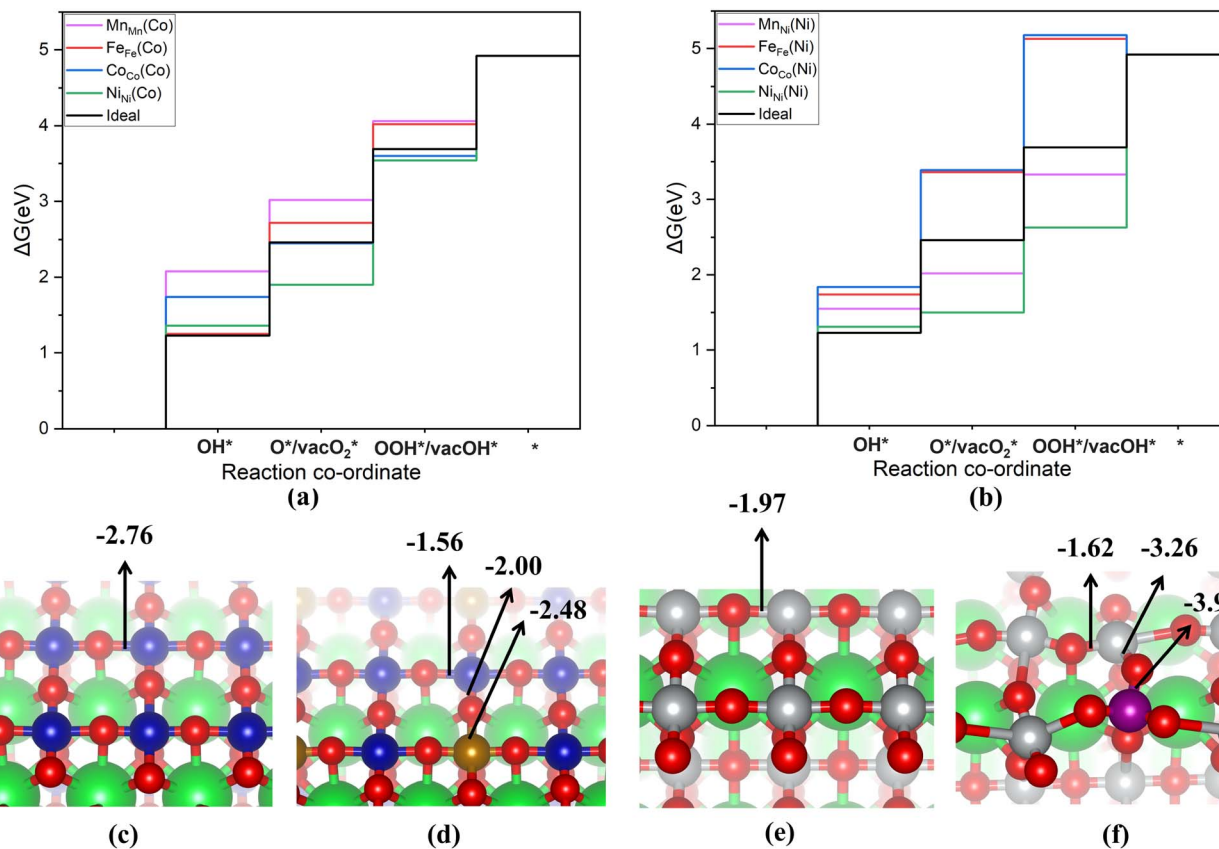 Mn_Mn(Co)
Fe_Fe(Co)
Co_Co(Co)
Ni_Ni(Co)
Ideal
ΔG(eV)
5
4
3
2
1
0
OH* O*/vacO₂* OOH*/vacOH* *
Reaction co-ordinate
(a)
Mn_Ni(Ni)
Fe_Fe(Ni)
Co_Co(Ni)
Ni_Ni(Ni)
Ideal
ΔG(eV)
5
4
3
2
1
0
OH* O*/vacO₂* OOH*/vacOH* *
Reaction co-ordinate
(b)
-2.76
(c)
-1.56
-2.00
-2.48
(d)
-1.97
(e)
-1.62 -3.26
-3.9
(f)